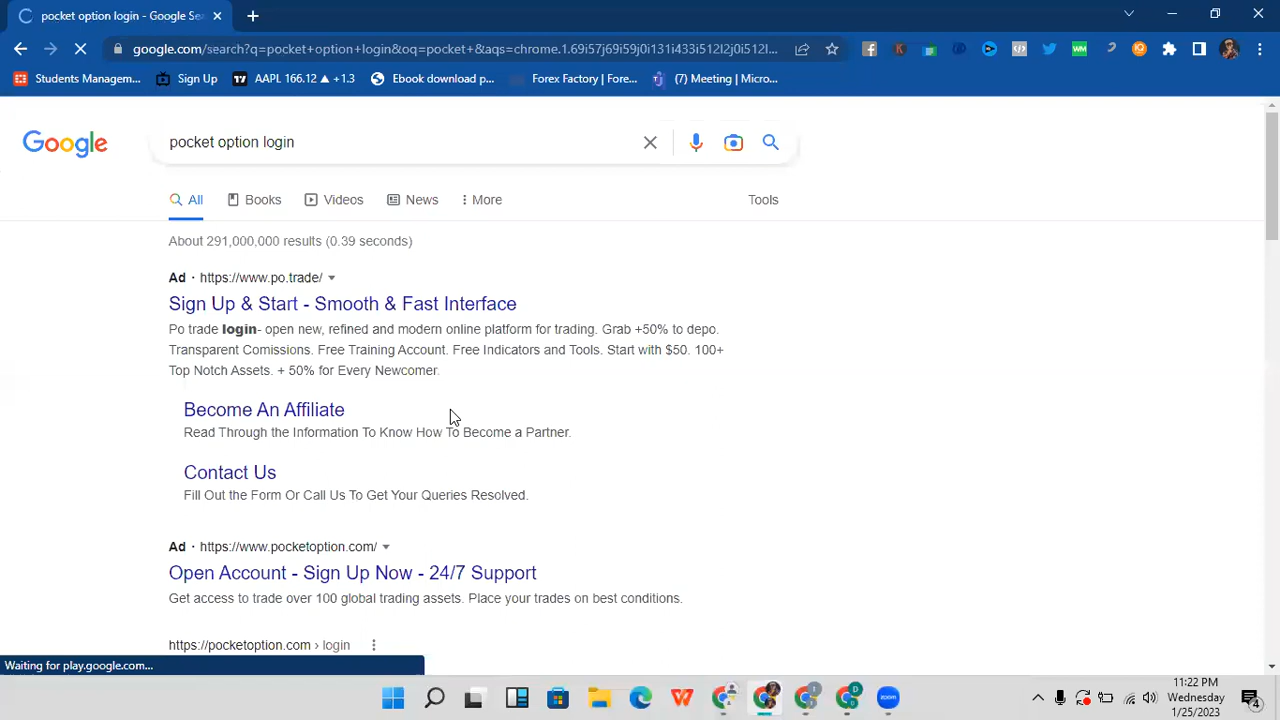 pocket option login - Google Sea
google.com/search?q=pocket+option+login&oq=pocket+&aqs=chrome.1.69i57j69i59j0i131i433i512l2j0i512l...
Students Managem... Sign Up AAPL 166.12 ▲ +1.3 Ebook download p... Forex Factory | Fore... (7) Meeting | Micro...
Google
pocket option login
All Books Videos News More Tools
About 291,000,000 results (0.39 seconds)
Ad · https://www.po.trade/
Sign Up & Start - Smooth & Fast Interface
Po trade login- open new, refined and modern online platform for trading. Grab +50% to depo.
Transparent Comissions. Free Training Account. Free Indicators and Tools. Start with $50. 100+
Top Notch Assets. + 50% for Every Newcomer.
Become An Affiliate
Read Through the Information To Know How To Become a Partner.
Contact Us
Fill Out the Form Or Call Us To Get Your Queries Resolved.
Ad · https://www.pocketoption.com/
Open Account - Sign Up Now - 24/7 Support
Get access to trade over 100 global trading assets. Place your trades on best conditions.
https://pocketoption.com › login
Waiting for play.google.com...
11:22 PM
Wednesday
1/25/2023